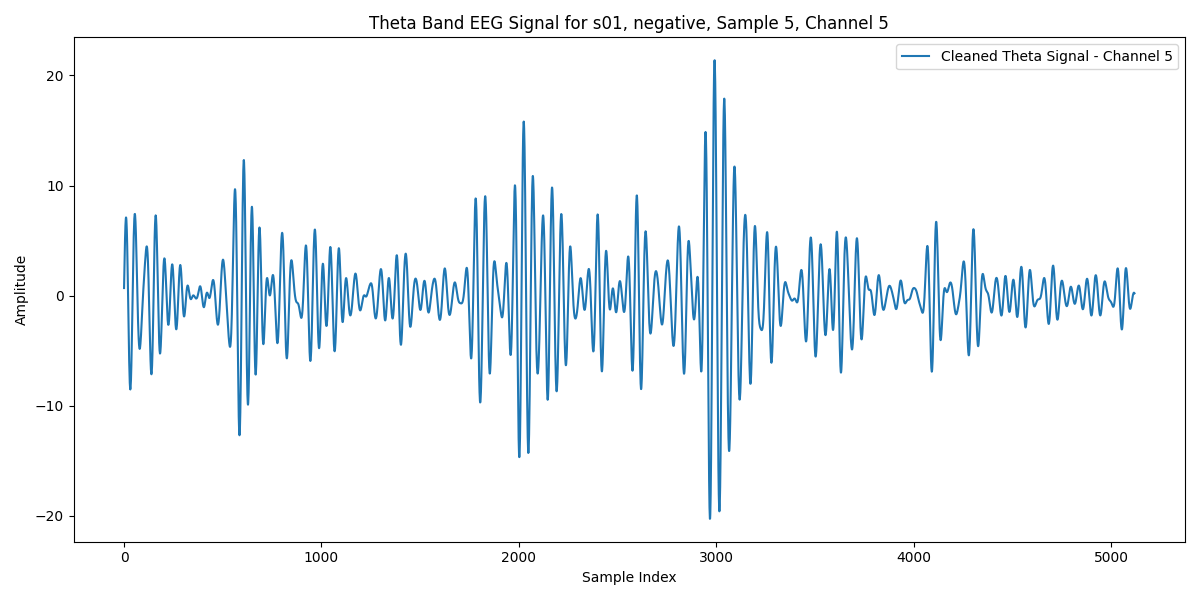 Theta Band EEG Signal for s01, negative, Sample 5, Channel 5
Cleaned Theta Signal - Channel 5
20
10
0
−10
−20
Amplitude
0 1000 2000 3000 4000 5000
Sample Index